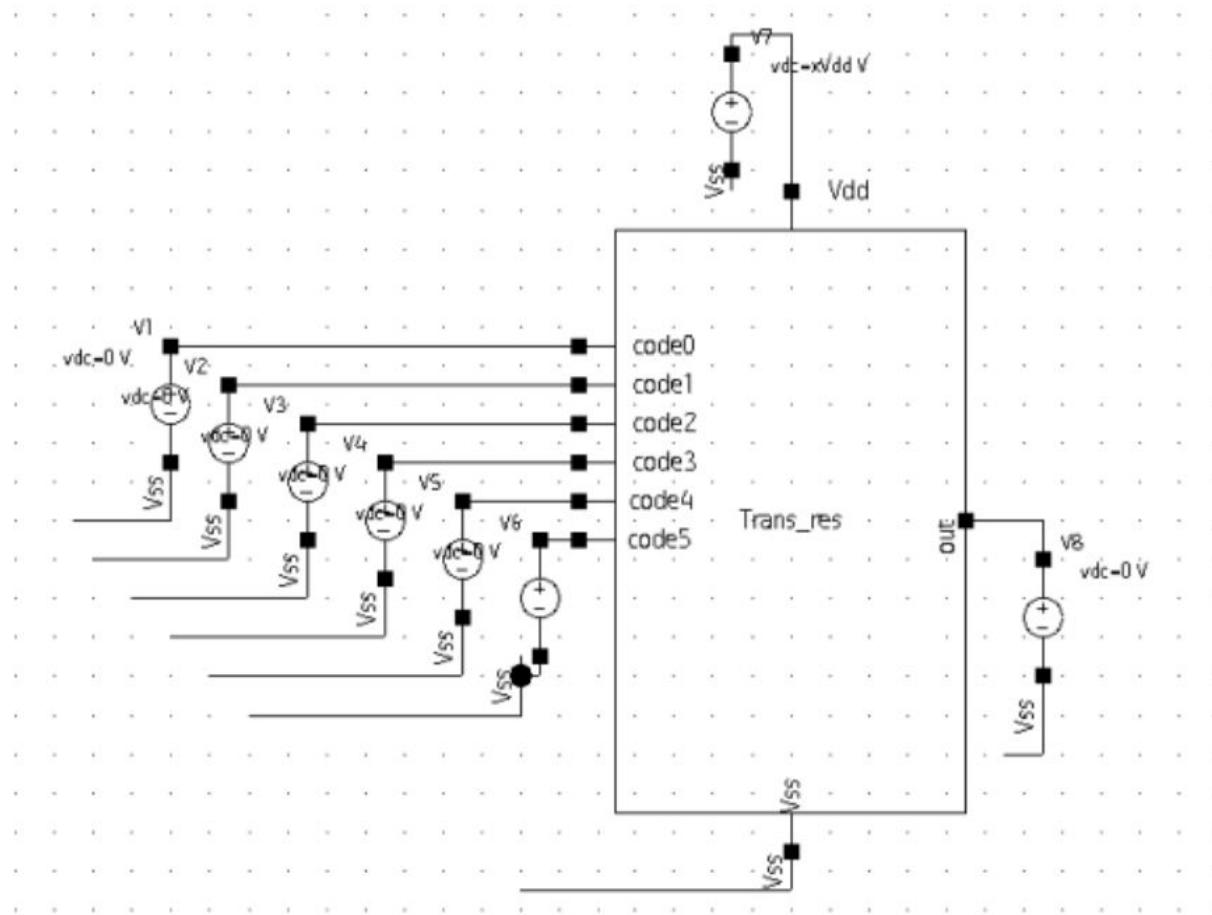 V7
vdc=xVdd V
Vss
Vdd
V1
vdc=0 V
V2
vdc=0 V
V3
vdc=0 V
V4
vdc=0 V
V5
vdc=0 V
V6
vdc=0 V
code0
code1
code2
code3
code4
code5
Vss
Vss
Vss
Vss
Vss
Vss
Trans_res
out
V8
vdc=0 V
Vss
Vss
Vss